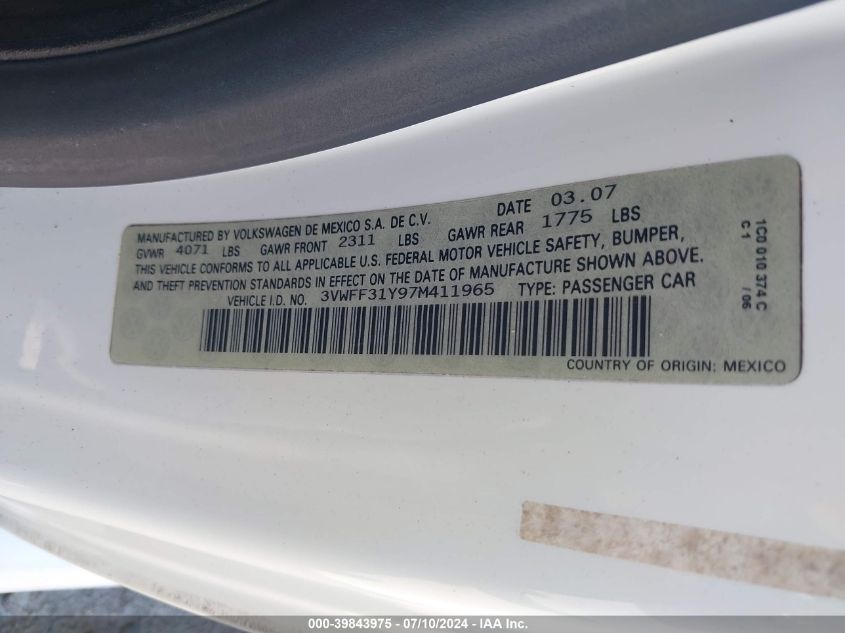 MANUFACTURED BY VOLKSWAGEN DE MEXICO S.A. DE C.V. DATE 03.07
GVWR 4071 LBS GAWR FRONT 2311 LBS GAWR REAR 1775 LBS
THIS VEHICLE CONFORMS TO ALL APPLICABLE U.S. FEDERAL MOTOR VEHICLE SAFETY, BUMPER,
AND THEFT PREVENTION STANDARDS IN EFFECT ON THE DATE OF MANUFACTURE SHOWN ABOVE.
VEHICLE I.D. NO. 3VWFF31Y97M411965 TYPE: PASSENGER CAR
COUNTRY OF ORIGIN: MEXICO
1C0 010 374 C
C1 /06
000-39843975 - 07/10/2024 - IAA Inc.